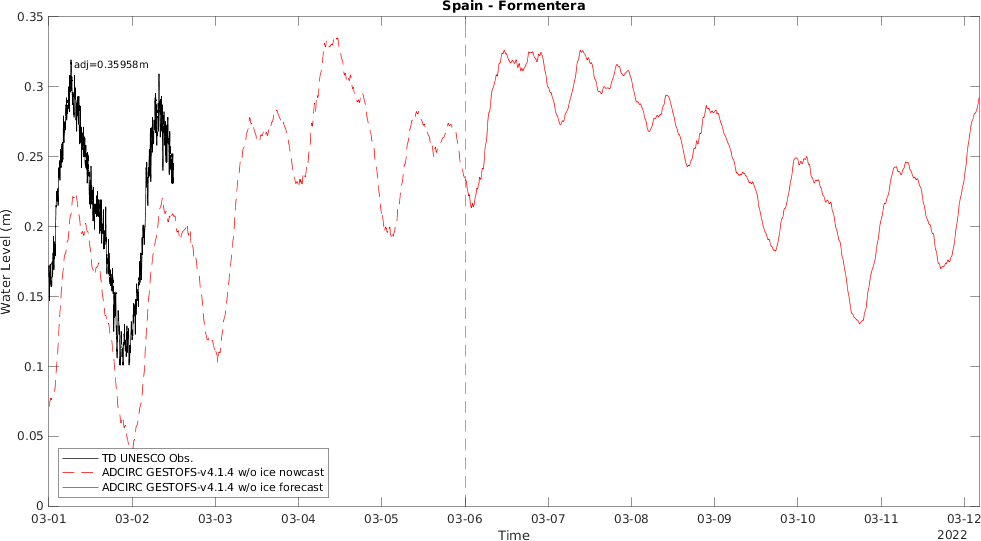 Spain - Formentera
0.35
0.3
0.25
0.2
0.15
0.1
0.05
0
Water Level (m)
adj=0.35958m
TD UNESCO Obs.
ADCIRC GESTOFS-v4.1.4 w/o ice nowcast
ADCIRC GESTOFS-v4.1.4 w/o ice forecast
03-01 03-02 03-03 03-04 03-05 03-06 03-07 03-08 03-09 03-10 03-11 03-12
Time
2022